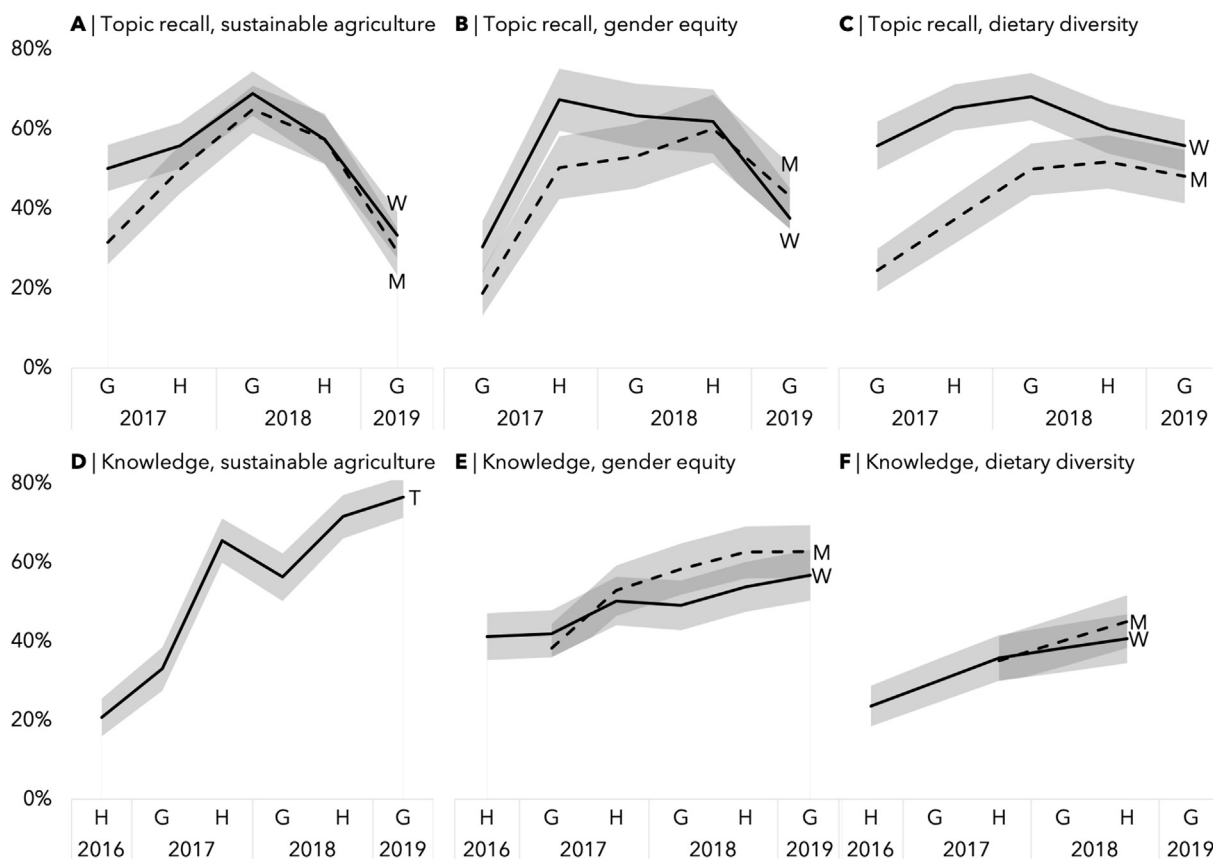 A | Topic recall, sustainable agriculture
B | Topic recall, gender equity
C | Topic recall, dietary diversity
80%
60%
40%
20%
0%
W
M
M
W
W
M
G H G H G
2017 2018 2019
G H G H G
2017 2018 2019
G H G H G
2017 2018 2019
D | Knowledge, sustainable agriculture
E | Knowledge, gender equity
F | Knowledge, dietary diversity
80%
60%
40%
20%
0%
T
M
W
M
W
H G H G H G
2016 2017 2018 2019
H G H G H G
2016 2017 2018 2019
H G H G H G
2016 2017 2018 2019